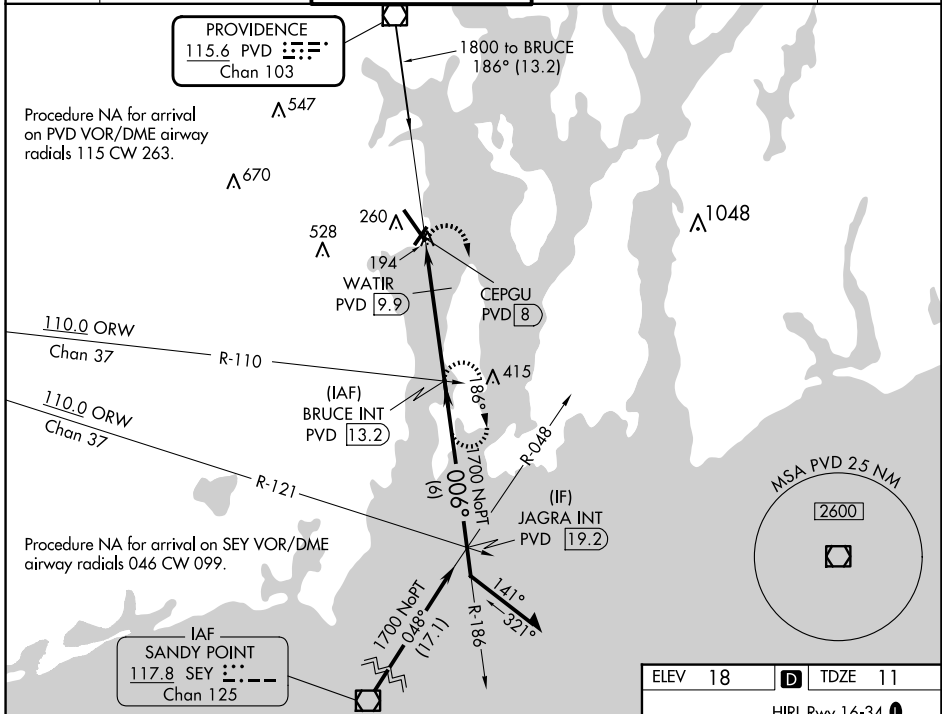 PROVIDENCE
115.6 PVD
Chan 103
1800 to BRUCE
186° (13.2)
Procedure NA for arrival
on PVD VOR/DME airway
radials 115 CW 263.
547
670
260
1048
528
194
WATIR
PVD 9.9
CEPGU
PVD 8
110.0 ORW
Chan 37
R-110
(IAF)
BRUCE INT
PVD 13.2
415
186°
110.0 ORW
Chan 37
R-121
R-048
1700 NoPT
006°
(6)
(IF)
JAGRA INT
PVD 19.2
MSA PVD 25 NM
2600
Procedure NA for arrival on SEY VOR/DME
airway radials 046 CW 099.
141°
321°
R-186
1700 NoPT
048°
(17.1)
IAF
SANDY POINT
117.8 SEY
Chan 125
ELEV 18 D TDZE 11
HIRL Rwy 16-34 L